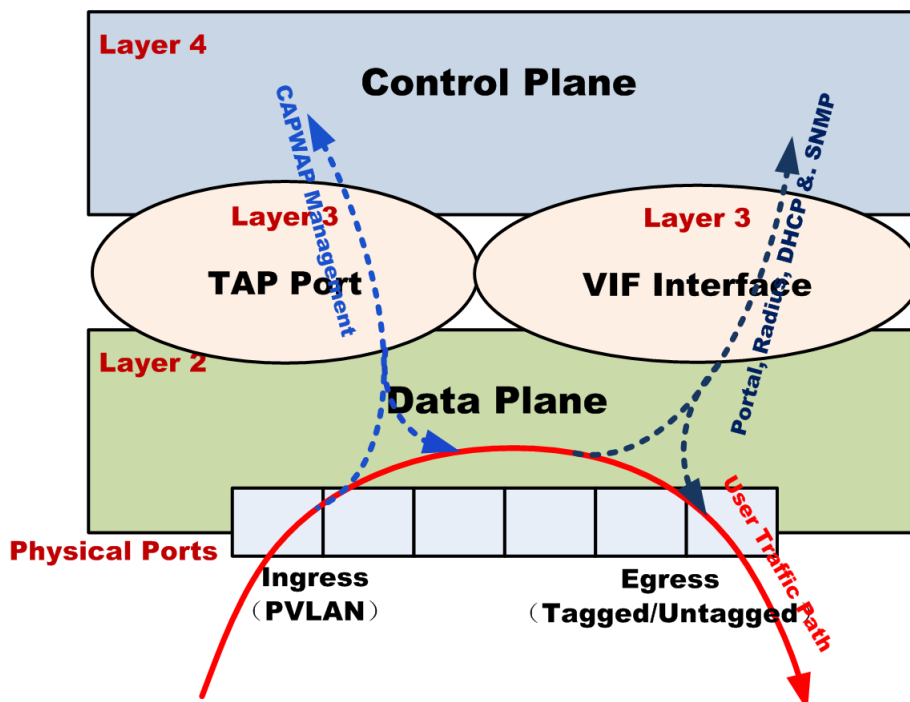 Layer 4
Control Plane
CAPWAP Management
Portal, Radius, DHCP &. SNMP
Layer 3
TAP Port
Layer 3
VIF Interface
Layer 2
Data Plane
User Traffic Path
Physical Ports
Ingress
（PVLAN）
Egress
（Tagged/Untagged）